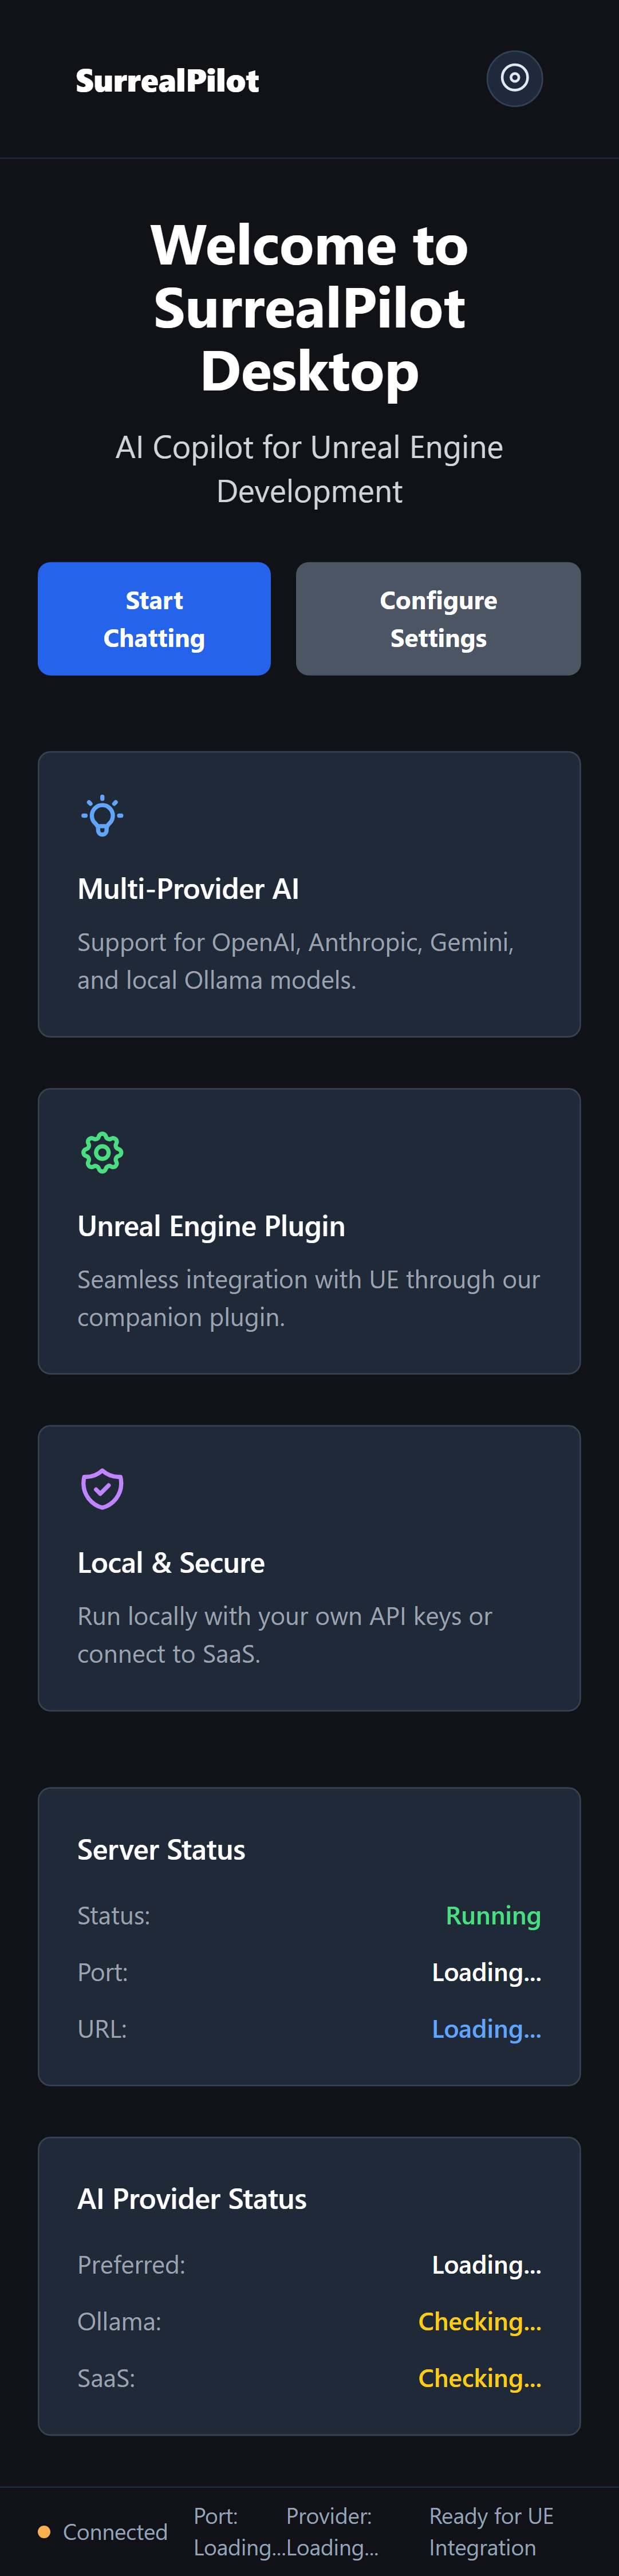 SurrealPilot
Welcome to
SurrealPilot
Desktop
AI Copilot for Unreal Engine
Development
Start
Chatting
Configure
Settings
Multi-Provider AI
Support for OpenAI, Anthropic, Gemini,
and local Ollama models.
Unreal Engine Plugin
Seamless integration with UE through our
companion plugin.
Local & Secure
Run locally with your own API keys or
connect to SaaS.
Server Status
Status: Running
Port: Loading...
URL: Loading...
AI Provider Status
Preferred: Loading...
Ollama: Checking...
SaaS: Checking...
Connected
Port:
Loading...
Provider:
Loading...
Ready for UE
Integration